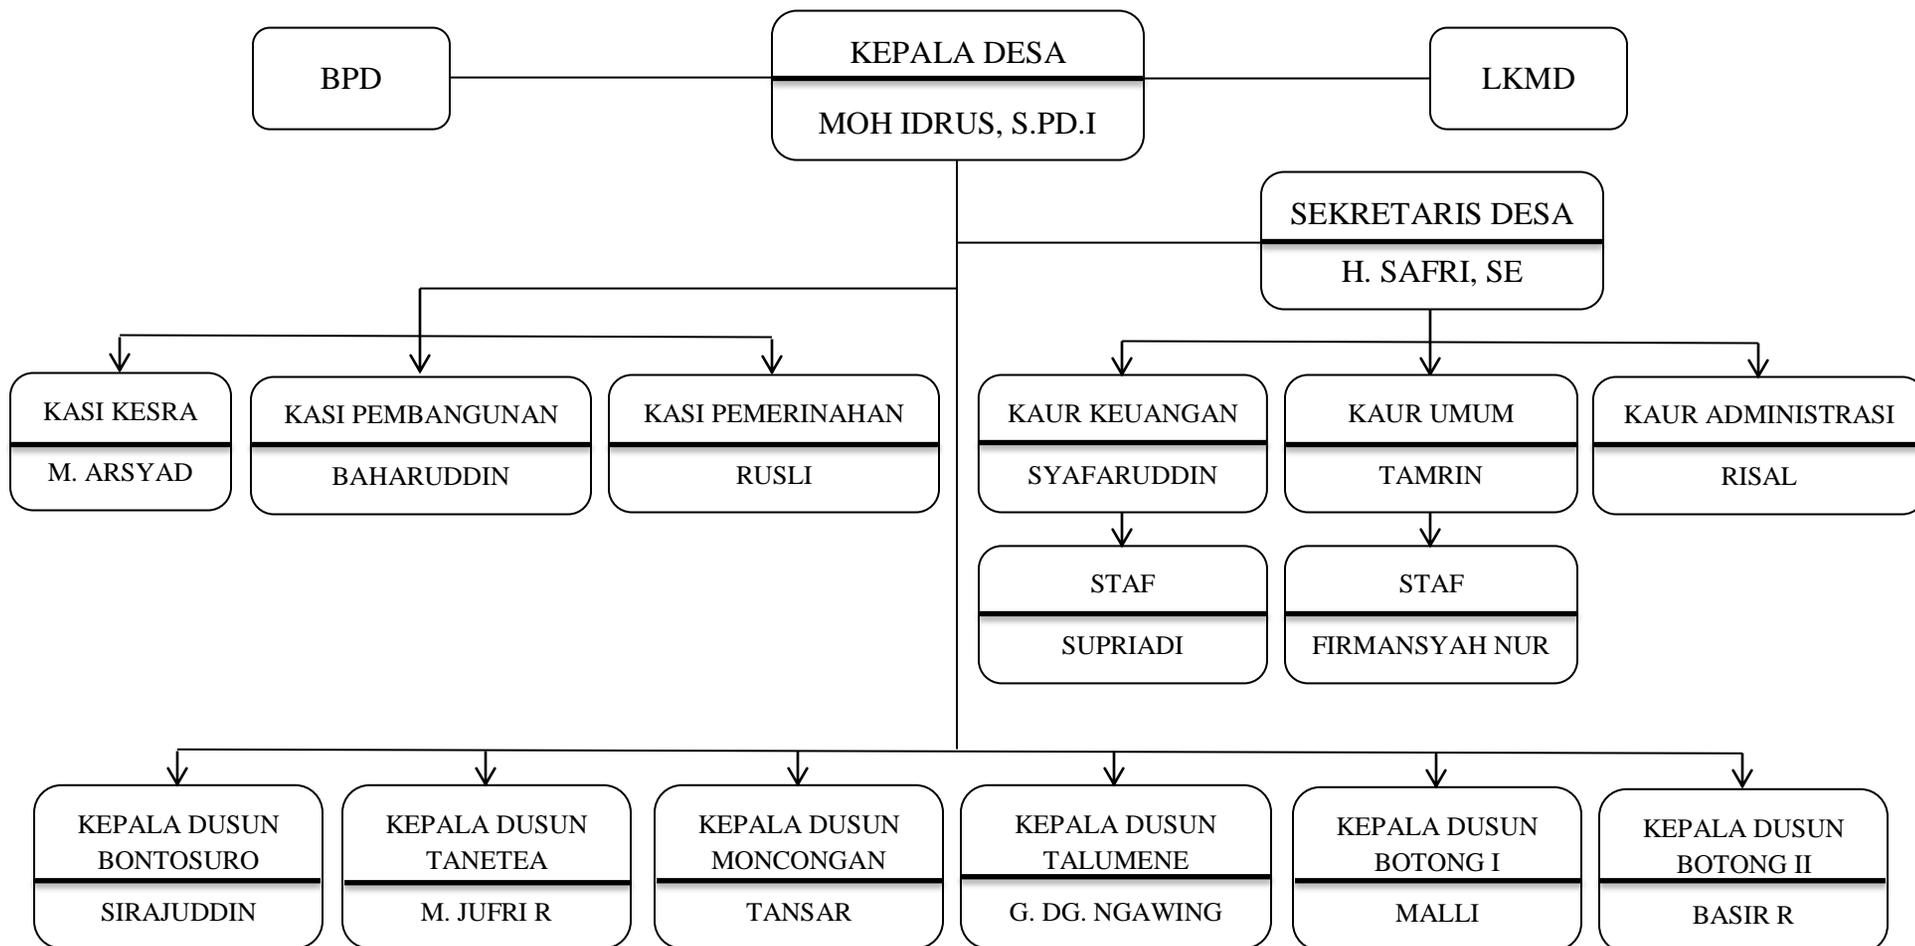 BPD
KEPALA DESA
MOH IDRUS, S.PD.I
LKMD
SEKRETARIS DESA
H. SAFRI, SE
KASI KESRA
M. ARSYAD
KASI PEMBANGUNAN
BAHARUDDIN
KASI PEMERINAHAN
RUSLI
KAUR KEUANGAN
SYAFARUDDIN
KAUR UMUM
TAMRIN
KAUR ADMINISTRASI
RISAL
STAF
SUPRIADI
STAF
FIRMANSYAH NUR
KEPALA DUSUN
BONTOSURO
SIRAJUDDIN
KEPALA DUSUN
TANETEA
M. JUFRI R
KEPALA DUSUN
MONCONGAN
TANSAR
KEPALA DUSUN
TALUMENE
G. DG. NGAWING
KEPALA DUSUN
BOTONG I
MALLI
KEPALA DUSUN
BOTONG II
BASIR R